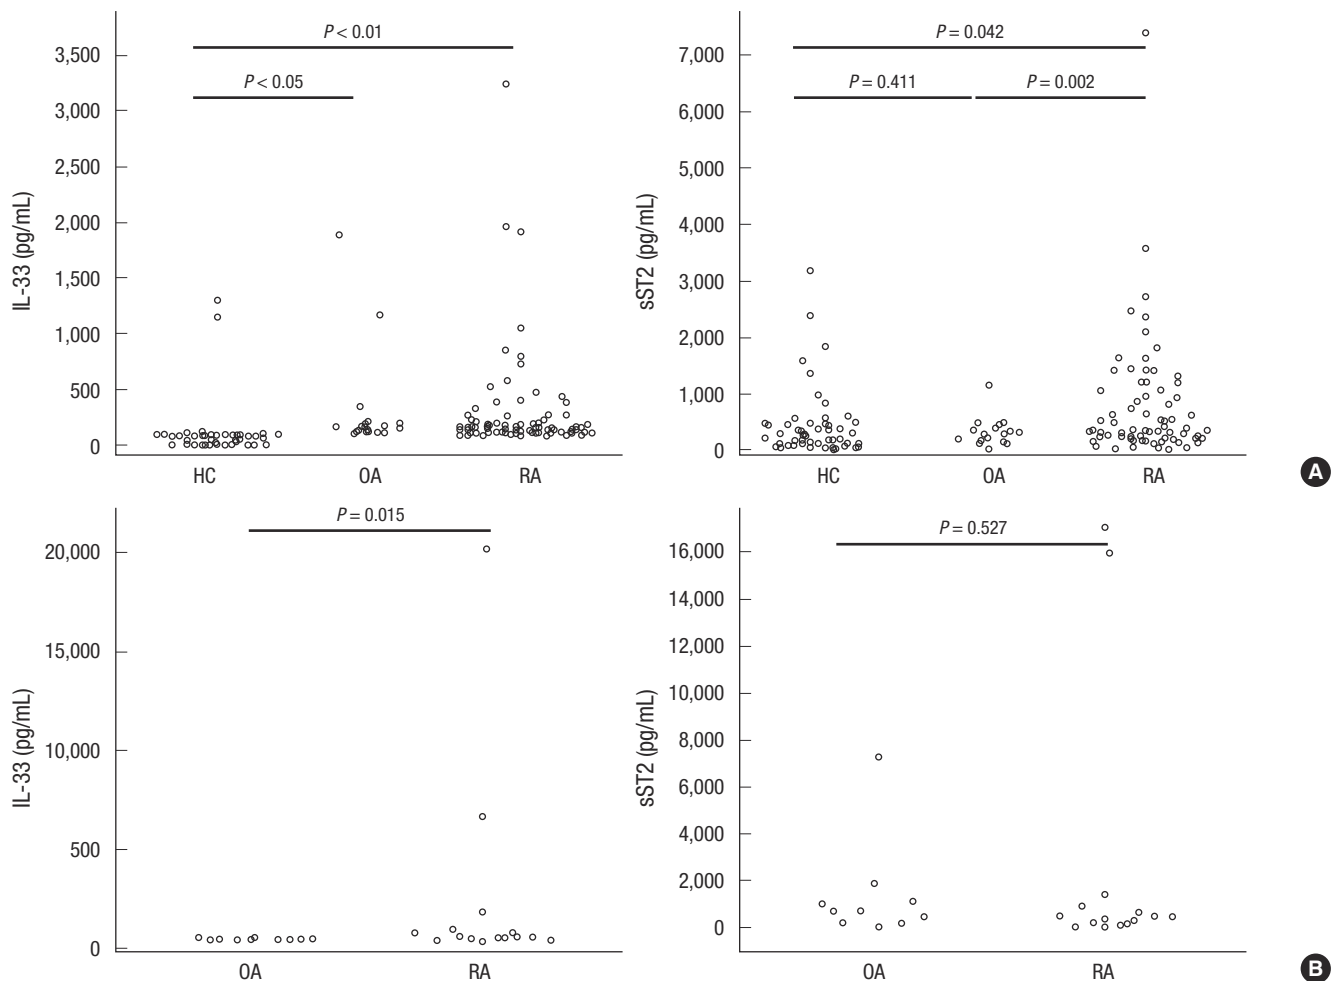 P < 0.01
P < 0.05
3,500
3,000
2,500
2,000
1,500
1,000
500
0
IL-33 (pg/mL)
HC OA RA
P = 0.042
P = 0.411 P = 0.002
7,000
6,000
5,000
4,000
3,000
2,000
1,000
0
sST2 (pg/mL)
HC OA RA
A
P = 0.015
20,000
15,000
10,000
500
0
IL-33 (pg/mL)
OA RA
P = 0.527
16,000
14,000
12,000
10,000
8,000
6,000
4,000
2,000
0
sST2 (pg/mL)
OA RA
B